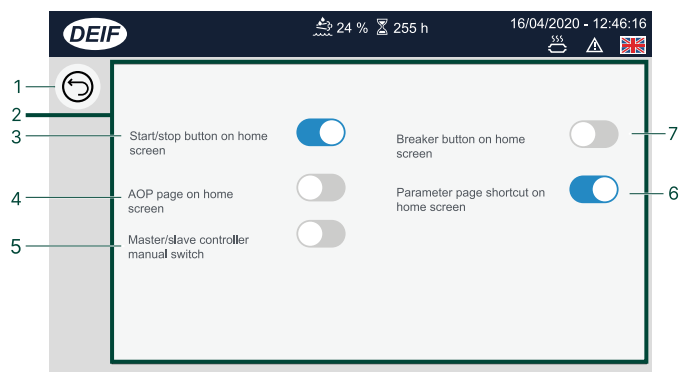 DEIF
24 %
255 h
16/04/2020 - 12:46:16
1
2
3
Start/stop button on home
screen
Breaker button on home
screen
7
4
AOP page on home
screen
Parameter page shortcut on
home screen
6
5
Master/slave controller
manual switch